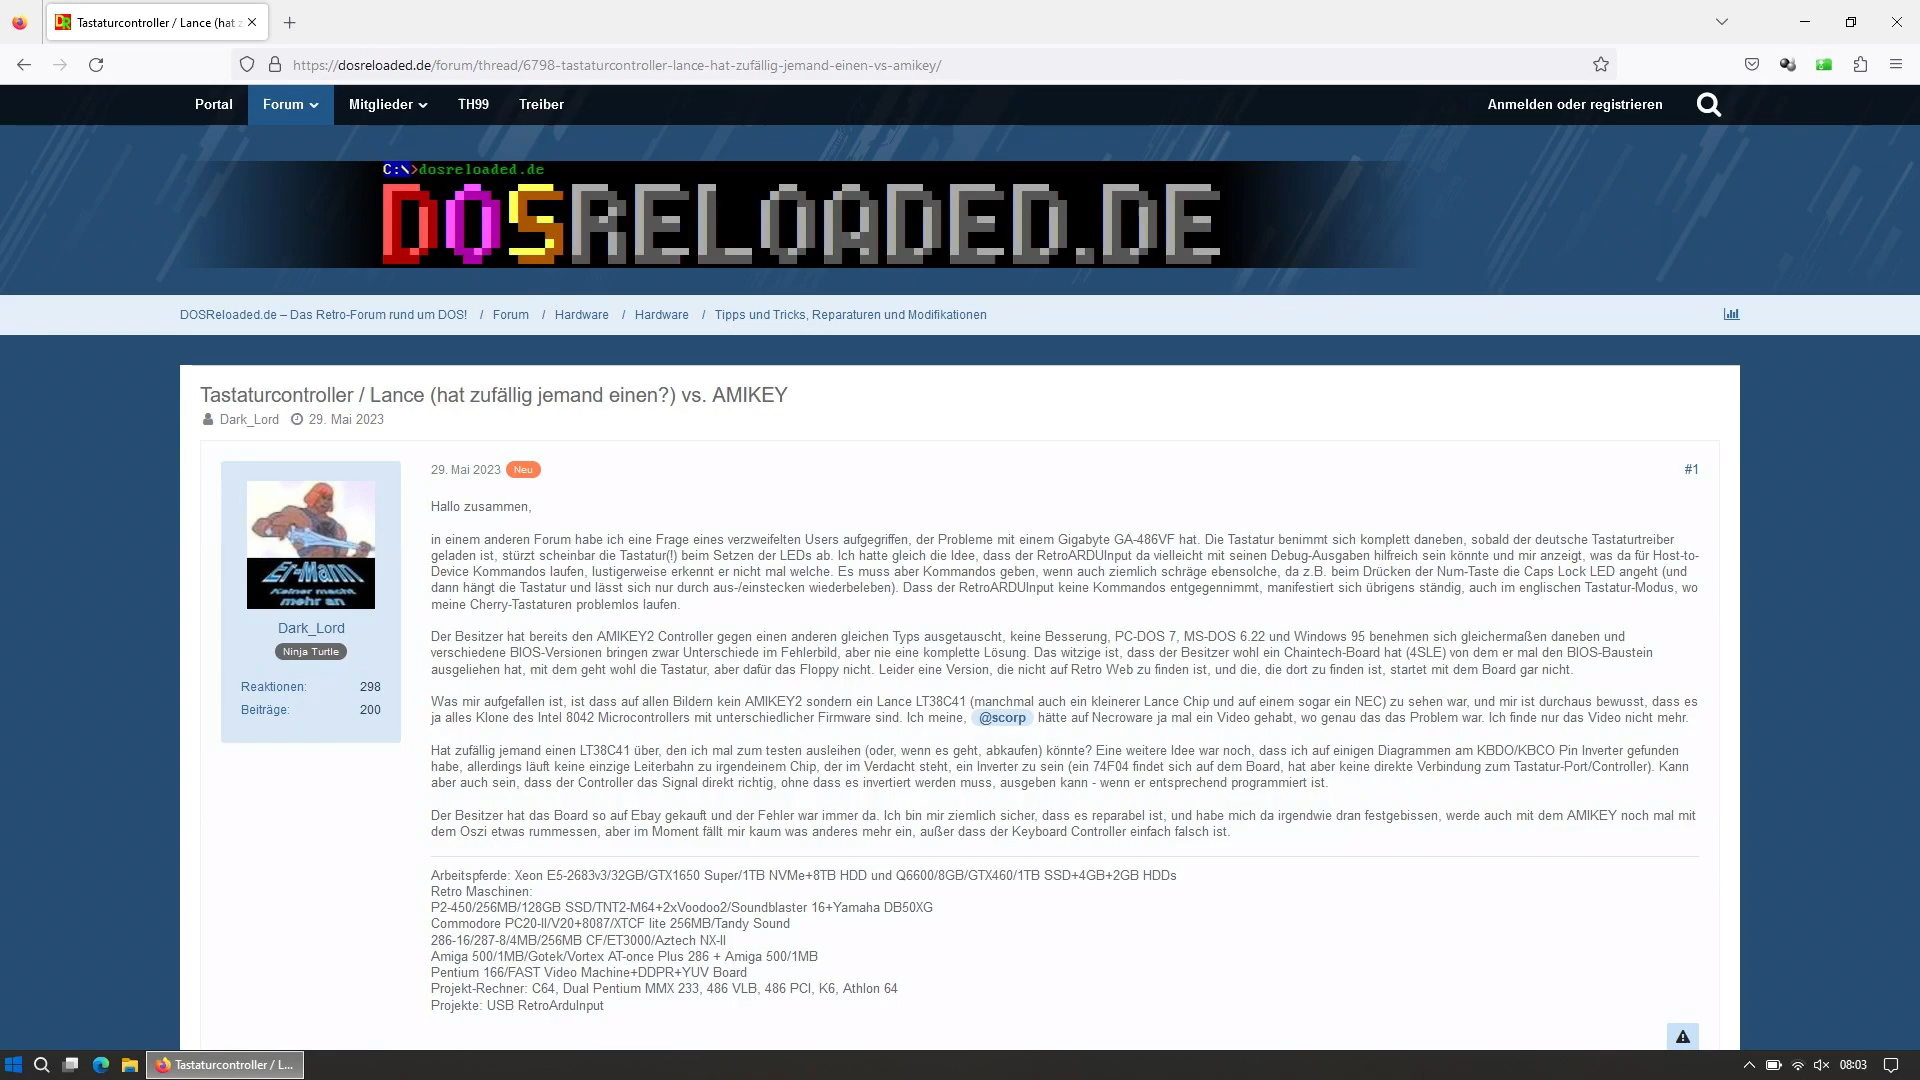 Tastaturcontroller / Lance (hat z
https://dosreloaded.de/forum/thread/6798-tastaturcontroller-lance-hat-zufällig-jemand-einen-vs-amikey/
Portal Forum Mitglieder TH99 Treiber Anmelden oder registrieren
C:\>dosreloaded.de
DOSRELOADED.DE
DOSReloaded.de – Das Retro-Forum rund um DOS! / Forum / Hardware / Hardware / Tipps und Tricks, Reparaturen und Modifikationen
Tastaturcontroller / Lance (hat zufällig jemand einen?) vs. AMIKEY
Dark_Lord 29. Mai 2023
Er-Mann
Keiner macht
mehr an
Dark_Lord
Ninja Turtle
Reaktionen: 298
Beiträge: 200
29. Mai 2023 Neu #1
Hallo zusammen,
in einem anderen Forum habe ich eine Frage eines verzweifelten Users aufgegriffen, der Probleme mit einem Gigabyte GA-486VF hat. Die Tastatur benimmt sich komplett daneben, sobald der deutsche Tastaturtreiber
geladen ist, stürzt scheinbar die Tastatur(!) beim Setzen der LEDs ab. Ich hatte gleich die Idee, dass der RetroARDUInput da vielleicht mit seinen Debug-Ausgaben hilfreich sein könnte und mir anzeigt, was da für Host-to-
Device Kommandos laufen, lustigerweise erkennt er nicht mal welche. Es muss aber Kommandos geben, wenn auch ziemlich schräge ebensolche, da z.B. beim Drücken der Num-Taste die Caps Lock LED angeht (und
dann hängt die Tastatur und lässt sich nur durch aus-/einstecken wiederbeleben). Dass der RetroARDUInput keine Kommandos entgegennimmt, manifestiert sich übrigens ständig, auch im englischen Tastatur-Modus, wo
meine Cherry-Tastaturen problemlos laufen.
Der Besitzer hat bereits den AMIKEY2 Controller gegen einen anderen gleichen Typs ausgetauscht, keine Besserung, PC-DOS 7, MS-DOS 6.22 und Windows 95 benehmen sich gleichermaßen daneben und
verschiedene BIOS-Versionen bringen zwar Unterschiede im Fehlerbild, aber nie eine komplette Lösung. Das witzige ist, dass der Besitzer wohl ein Chaintech-Board hat (4SLE) von dem er mal den BIOS-Baustein
ausgeliehen hat, mit dem geht wohl die Tastatur, aber dafür das Floppy nicht. Leider eine Version, die nicht auf Retro Web zu finden ist, und die, die dort zu finden ist, startet mit dem Board gar nicht.
Was mir aufgefallen ist, ist dass auf allen Bildern kein AMIKEY2 sondern ein Lance LT38C41 (manchmal auch ein kleinerer Lance Chip und auf einem sogar ein NEC) zu sehen war, und mir ist durchaus bewusst, dass es
ja alles Klone des Intel 8042 Microcontrollers mit unterschiedlicher Firmware sind. Ich meine, @scorp hätte auf Necroware ja mal ein Video gehabt, wo genau das das Problem war. Ich finde nur das Video nicht mehr.
Hat zufällig jemand einen LT38C41 über, den ich mal zum testen ausleihen (oder, wenn es geht, abkaufen) könnte? Eine weitere Idee war noch, dass ich auf einigen Diagrammen am KBDO/KBCO Pin Inverter gefunden
habe, allerdings läuft keine einzige Leiterbahn zu irgendeinem Chip, der im Verdacht steht, ein Inverter zu sein (ein 74F04 findet sich auf dem Board, hat aber keine direkte Verbindung zum Tastatur-Port/Controller). Kann
aber auch sein, dass der Controller das Signal direkt richtig, ohne dass es invertiert werden muss, ausgeben kann - wenn er entsprechend programmiert ist.
Der Besitzer hat das Board so auf Ebay gekauft und der Fehler war immer da. Ich bin mir ziemlich sicher, dass es reparabel ist, und habe mich da irgendwie dran festgebissen, werde auch mit dem AMIKEY noch mal mit
dem Oszi etwas rummessen, aber im Moment fällt mir kaum was anderes mehr ein, außer dass der Keyboard Controller einfach falsch ist.
Arbeitspferde: Xeon E5-2683v3/32GB/GTX1650 Super/1TB NVMe+8TB HDD und Q6600/8GB/GTX460/1TB SSD+4GB+2GB HDDs
Retro Maschinen:
P2-450/256MB/128GB SSD/TNT2-M64+2xVoodoo2/Soundblaster 16+Yamaha DB50XG
Commodore PC20-II/V20+8087/XTCF lite 256MB/Tandy Sound
286-16/287-8/4MB/256MB CF/ET3000/Aztech NX-II
Amiga 500/1MB/Gotek/Vortex AT-once Plus 286 + Amiga 500/1MB
Pentium 166/FAST Video Machine+DDPR+YUV Board
Projekt-Rechner: C64, Dual Pentium MMX 233, 486 VLB, 486 PCI, K6, Athlon 64
Projekte: USB RetroArduInput
Tastaturcontroller / L... 08:03